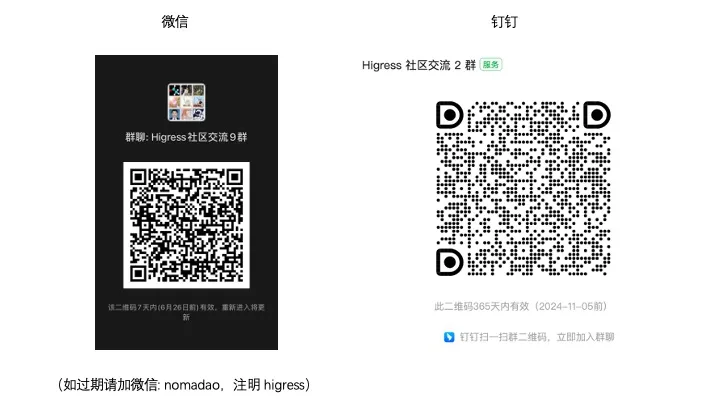 微信
群聊: Higress社区交流9群
该二维码7天内(6月26日前)有效，重新进入将更
新
（如过期请加微信: nomadao，注明 higress）
钉钉
Higress 社区交流 2 群 服务
此二维码365天内有效（2024-11-05前）
钉钉扫一扫群二维码，立即加入群聊